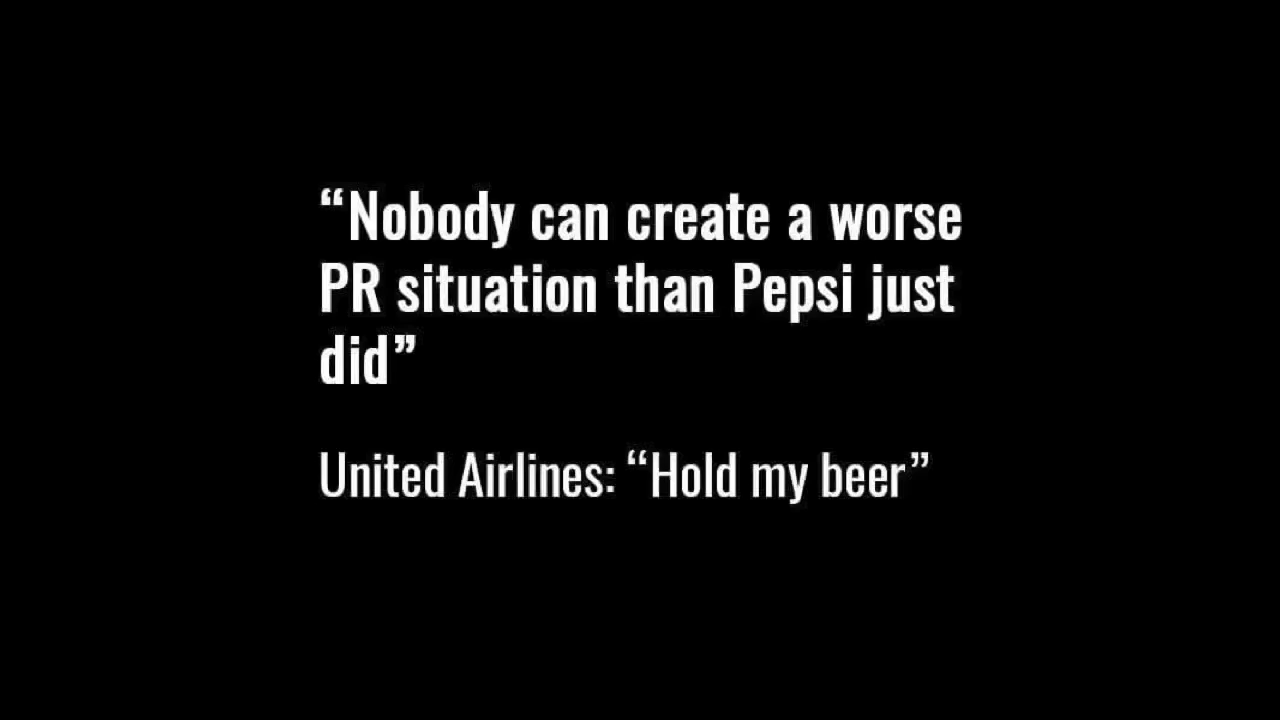 “Nobody can create a worse
PR situation than Pepsi just
did”
United Airlines: “Hold my beer”